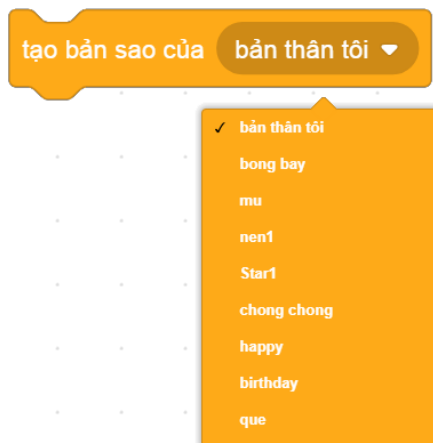 tạo bản sao của bản thân tôi
bản thân tôi
bong bay
mu
nen1
Star1
chong chong
happy
birthday
que